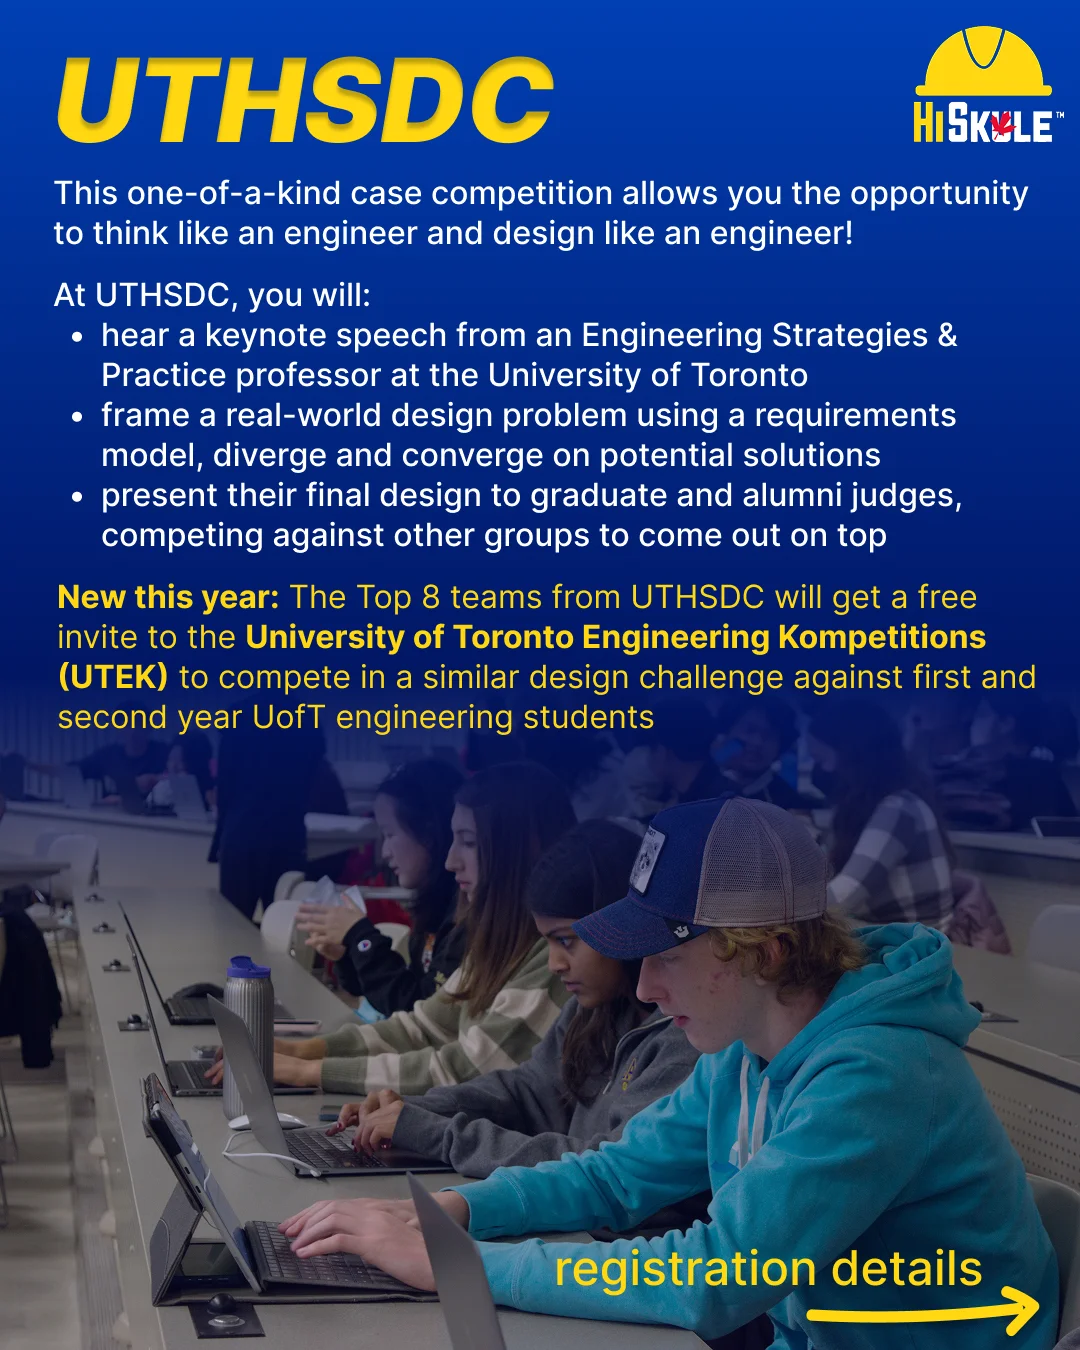 UTHSDC
HISKULE™
This one-of-a-kind case competition allows you the opportunity
to think like an engineer and design like an engineer!
At UTHSDC, you will:
• hear a keynote speech from an Engineering Strategies &
Practice professor at the University of Toronto
• frame a real-world design problem using a requirements
model, diverge and converge on potential solutions
• present their final design to graduate and alumni judges,
competing against other groups to come out on top
New this year: The Top 8 teams from UTHSDC will get a free
invite to the University of Toronto Engineering Kompetitions
(UTEK) to compete in a similar design challenge against first and
second year UofT engineering students
registration details